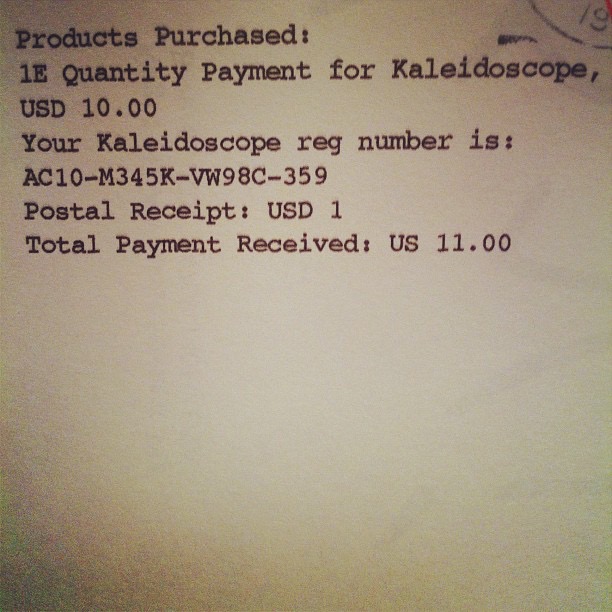 Products Purchased:
1E Quantity Payment for Kaleidoscope,
USD 10.00
Your Kaleidoscope reg number is:
AC10-M345K-VW98C-359
Postal Receipt: USD 1
Total Payment Received: US 11.00
19